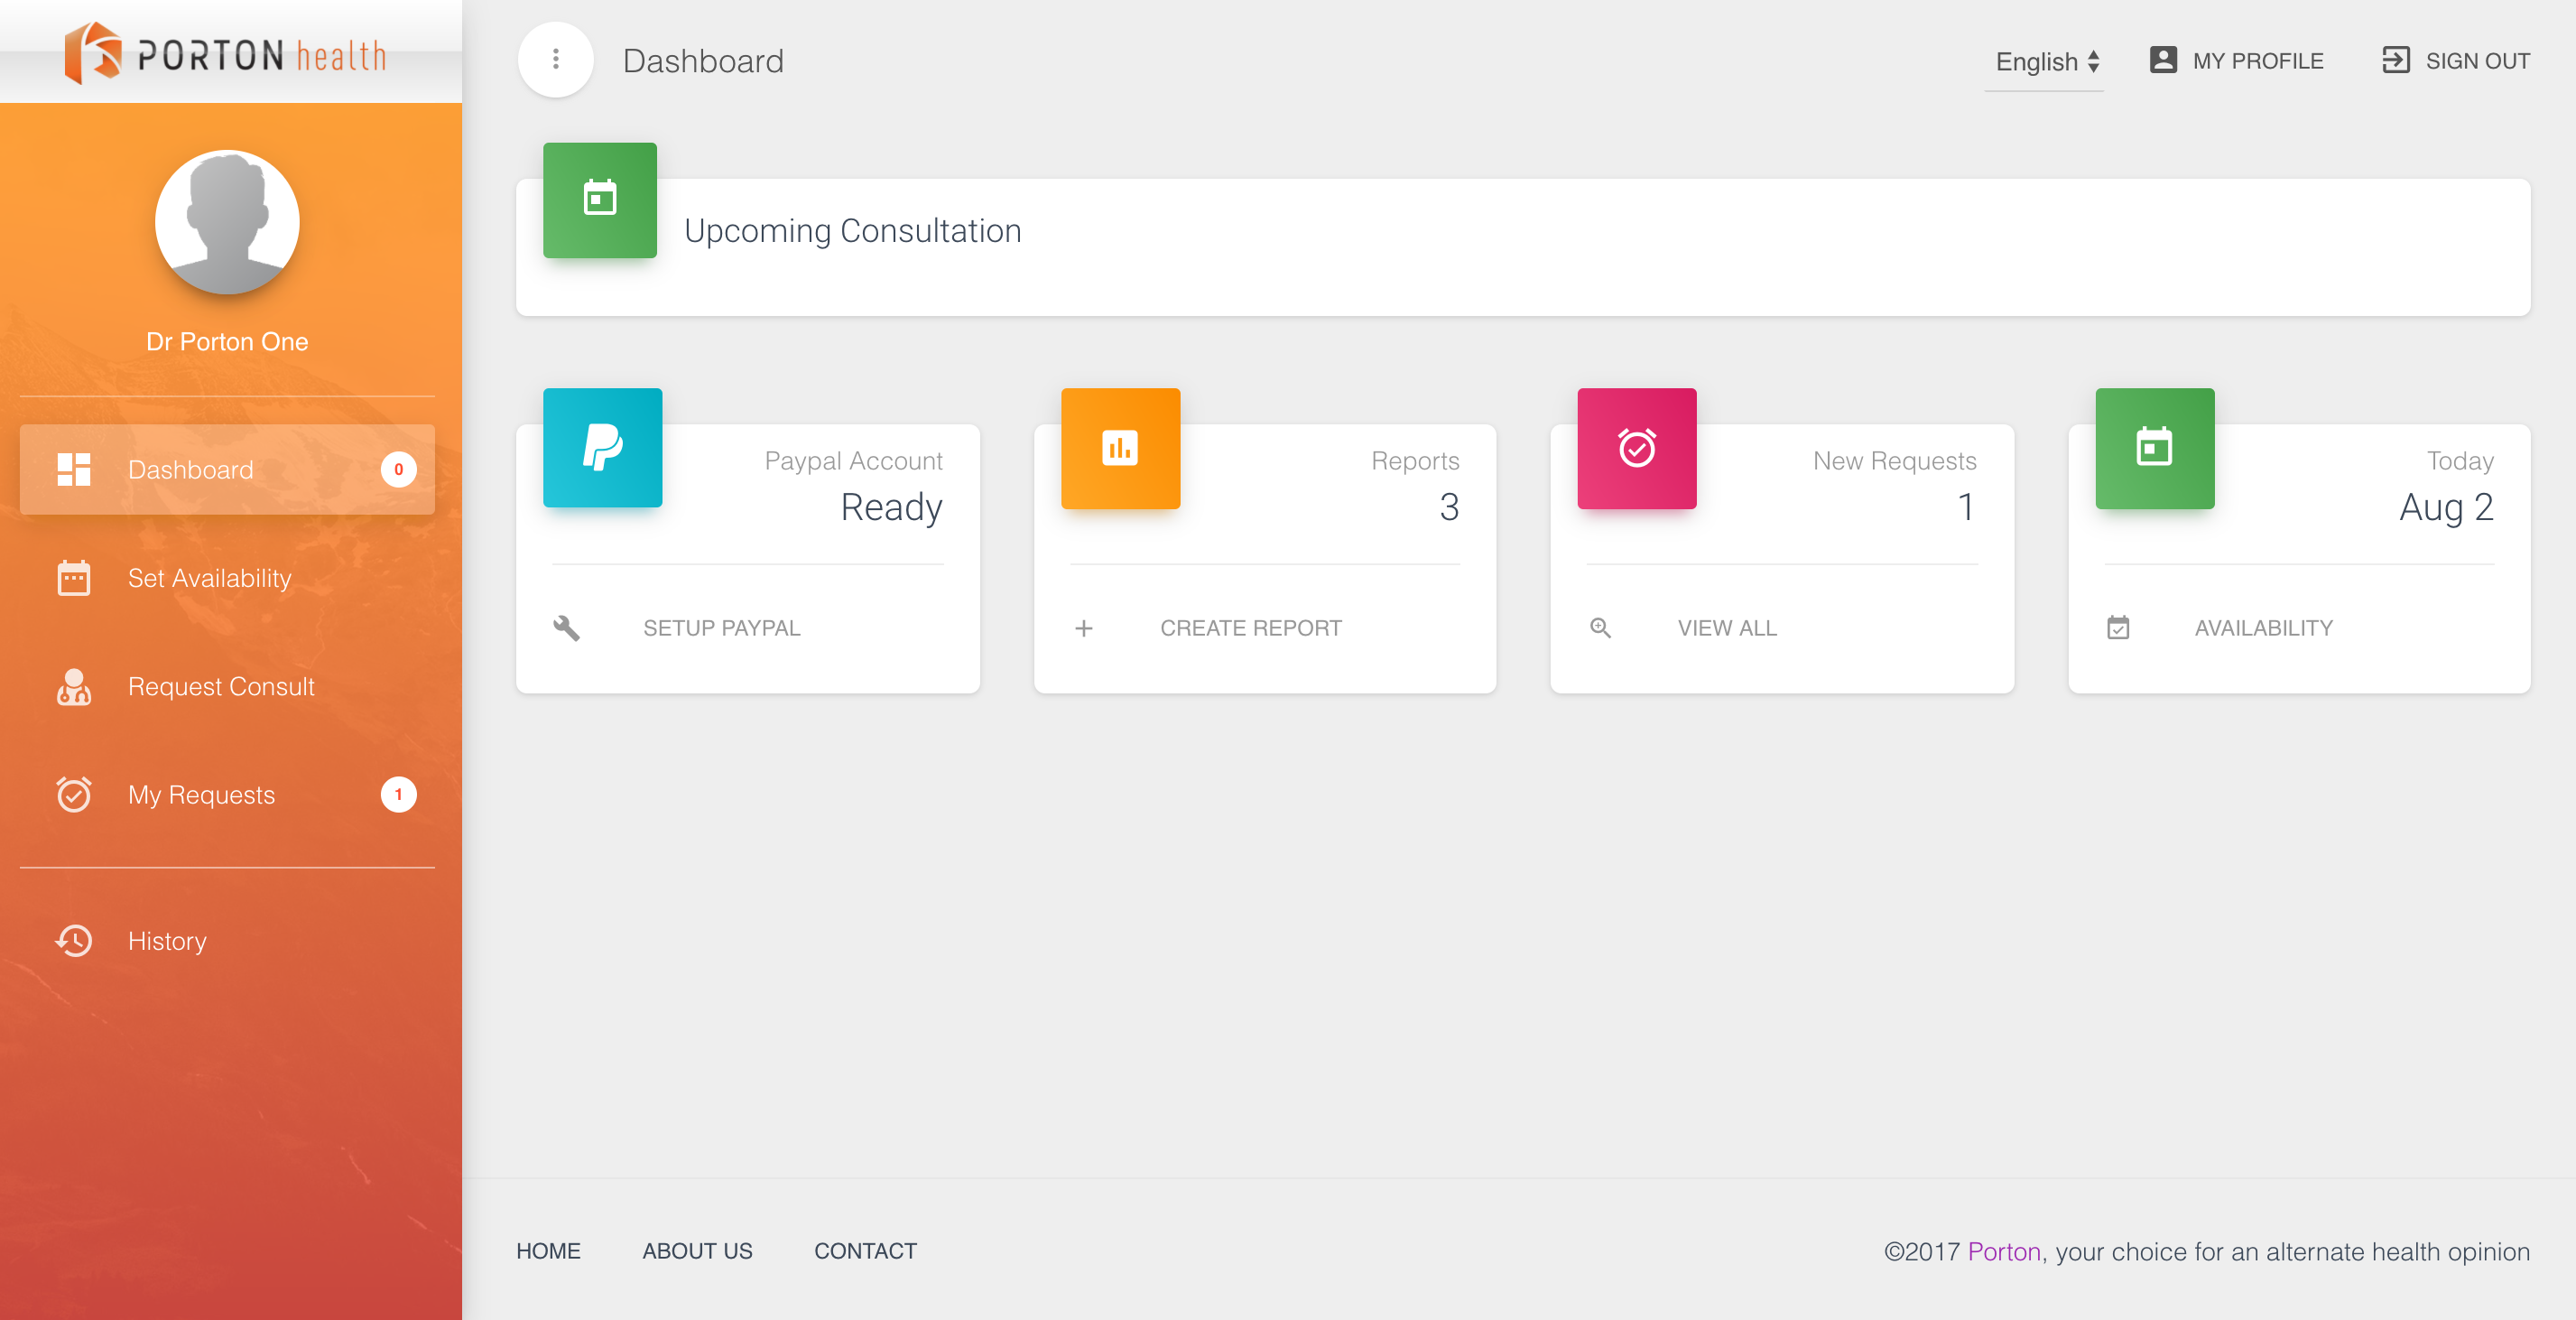 PORTON health
Dr Porton One
Dashboard 0
Set Availability
Request Consult
My Requests 1
History
Dashboard
English
MY PROFILE
SIGN OUT
Upcoming Consultation
Paypal Account
Ready
SETUP PAYPAL
Reports
3
CREATE REPORT
New Requests
1
VIEW ALL
Today
Aug 2
AVAILABILITY
HOME ABOUT US CONTACT
©2017 Porton, your choice for an alternate health opinion